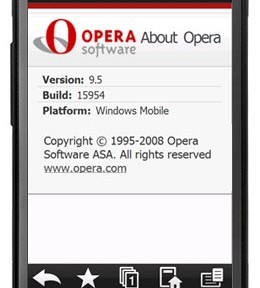 OPERA About Opera
software
Version: 9.5
Build: 15954
Platform: Windows Mobile
Copyright © 1995-2008 Opera
Software ASA. All rights reserved
www.opera.com
1